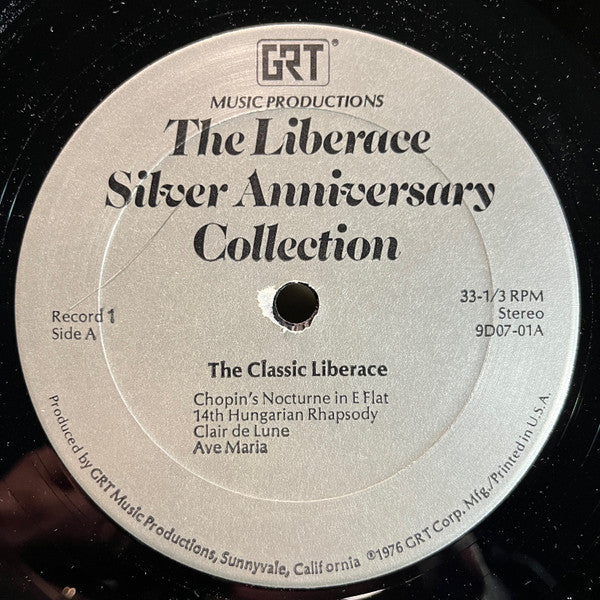 GRT®
MUSIC PRODUCTIONS
The Liberace
Silver Anniversary
Collection
Record 1
Side A
33-1/3 RPM
Stereo
9D07-01A
The Classic Liberace
Chopin's Nocturne in E Flat
14th Hungarian Rhapsody
Clair de Lune
Ave Maria
Produced by GRT Music Productions, Sunnyvale, California ℗1976 GRT Corp. Mfg./Printed in U.S.A.